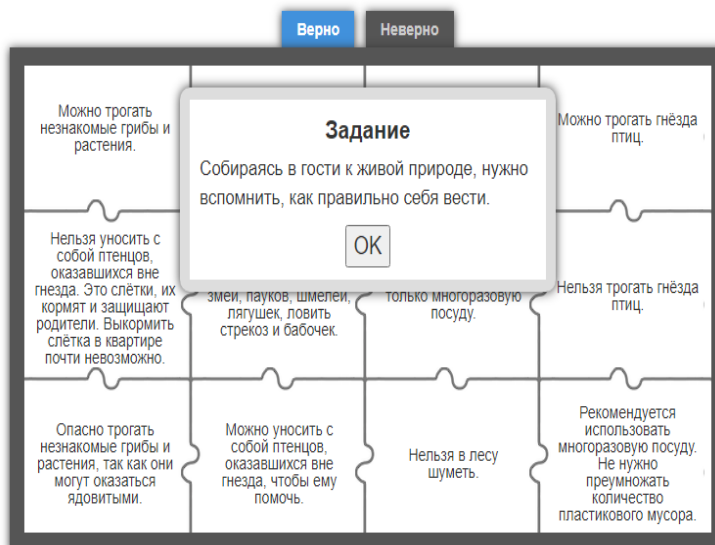 Верно
Неверно
Можно трогать
незнакомые грибы и
растения.
Задание
Собираясь в гости к живой природе, нужно
вспомнить, как правильно себя вести.
OK
Можно трогать гнёзда
птиц.
Нельзя уносить с
собой птенцов,
оказавшихся вне
гнезда. Это слётки, их
кормят и защищают
родители. Выкормить
слётка в квартире
почти невозможно.
змей, пауков, шмелей,
лягушек, ловить
стрекоз и бабочек.
только многоразовую
посуду.
Нельзя трогать гнёзда
птиц.
Опасно трогать
незнакомые грибы и
растения, так как они
могут оказаться
ядовитыми.
Можно уносить с
собой птенцов,
оказавшихся вне
гнезда, чтобы ему
помочь.
Нельзя в лесу
шуметь.
Рекомендуется
использовать
многоразовую посуду.
Не нужно
преумножать
количество
пластикового мусора.